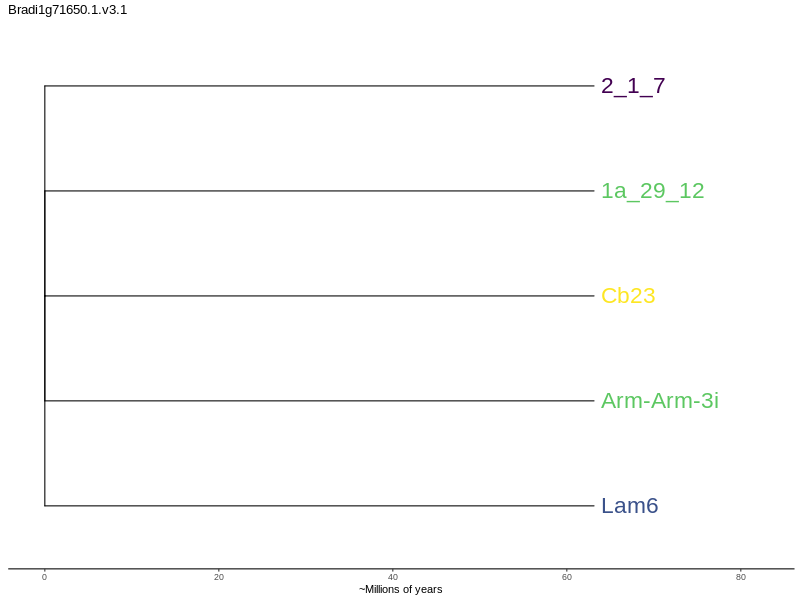 Bradi1g71650.1.v3.1
2_1_7
1a_29_12
Cb23
Arm-Arm-3i
Lam6
0 20 40 60 80
~Millions of years